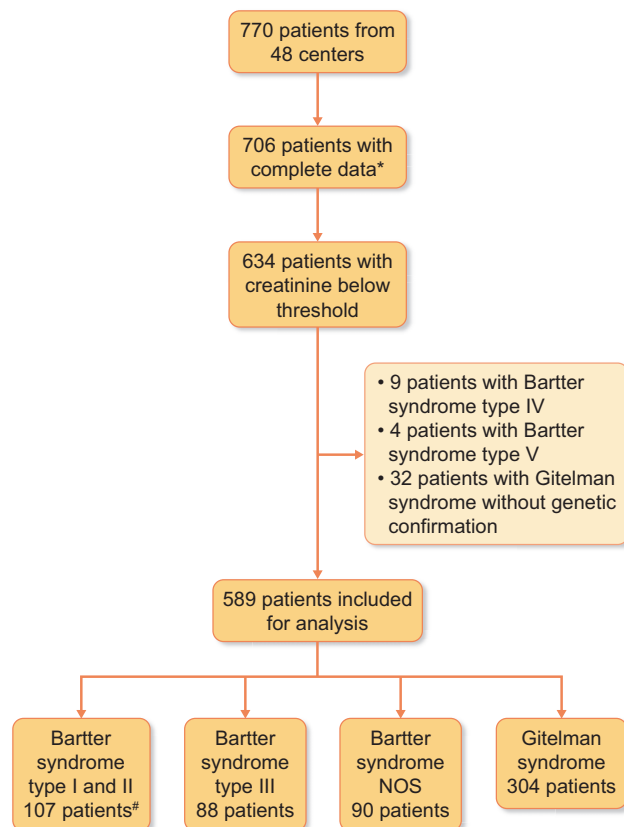 770 patients from
48 centers
706 patients with
complete data*
634 patients with
creatinine below
threshold
• 9 patients with Bartter
syndrome type IV
• 4 patients with Bartter
syndrome type V
• 32 patients with Gitelman
syndrome without genetic
confirmation
589 patients included
for analysis
Bartter
syndrome
type I and II
107 patients#
Bartter
syndrome
type III
88 patients
Bartter
syndrome
NOS
90 patients
Gitelman
syndrome
304 patients